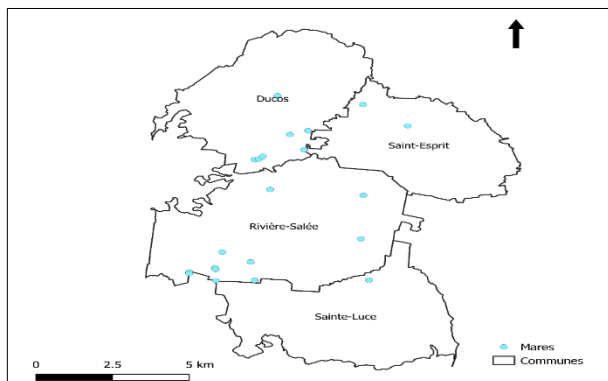 Ducos
Saint-Esprit
Rivière-Salée
Sainte-Luce
Mares
Communes
0 2.5 5 km